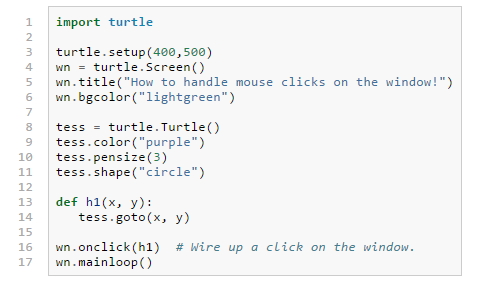 1 import turtle
2
3 turtle.setup(400,500)
4 wn = turtle.Screen()
5 wn.title("How to handle mouse clicks on the window!")
6 wn.bgcolor("lightgreen")
7
8 tess = turtle.Turtle()
9 tess.color("purple")
10 tess.pensize(3)
11 tess.shape("circle")
12
13 def h1(x, y):
14    tess.goto(x, y)
15
16 wn.onclick(h1)  # Wire up a click on the window.
17 wn.mainloop()